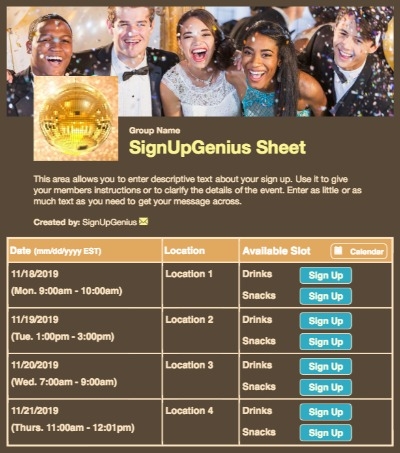 Group Name
SignUpGenius Sheet
This area allows you to enter descriptive text about your sign up. Use it to give
your members instructions or to clarify the details of the event. Enter as little or as
much text as you need to get your message across.
Created by: SignUpGenius
Date (mm/dd/yyyy EST) Location Available Slot Calendar
11/18/2019 Location 1 Drinks Sign Up
(Mon. 9:00am - 10:00am) Snacks Sign Up
11/19/2019 Location 2 Drinks Sign Up
(Tue. 1:00pm - 3:00pm) Snacks Sign Up
11/20/2019 Location 3 Drinks Sign Up
(Wed. 7:00am - 9:00am) Snacks Sign Up
11/21/2019 Location 4 Drinks Sign Up
(Thurs. 11:00am - 12:01pm) Snacks Sign Up